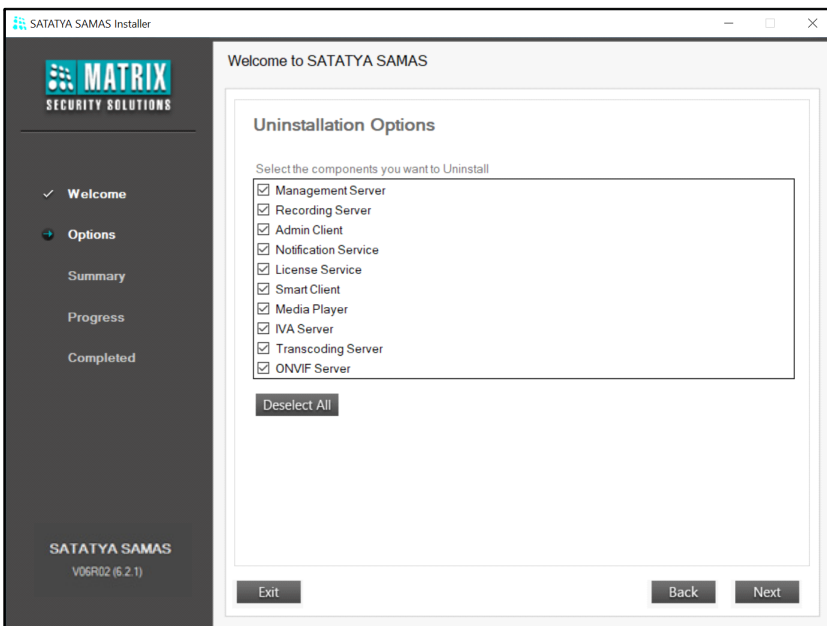 SATATYA SAMAS Installer
MATRIX
SECURITY SOLUTIONS
Welcome
Options
Summary
Progress
Completed
SATATYA SAMAS
V06R02 (6.2.1)
Welcome to SATATYA SAMAS
Uninstallation Options
Select the components you want to Uninstall
Management Server
Recording Server
Admin Client
Notification Service
License Service
Smart Client
Media Player
IVA Server
Transcoding Server
ONVIF Server
Deselect All
Exit
Back
Next